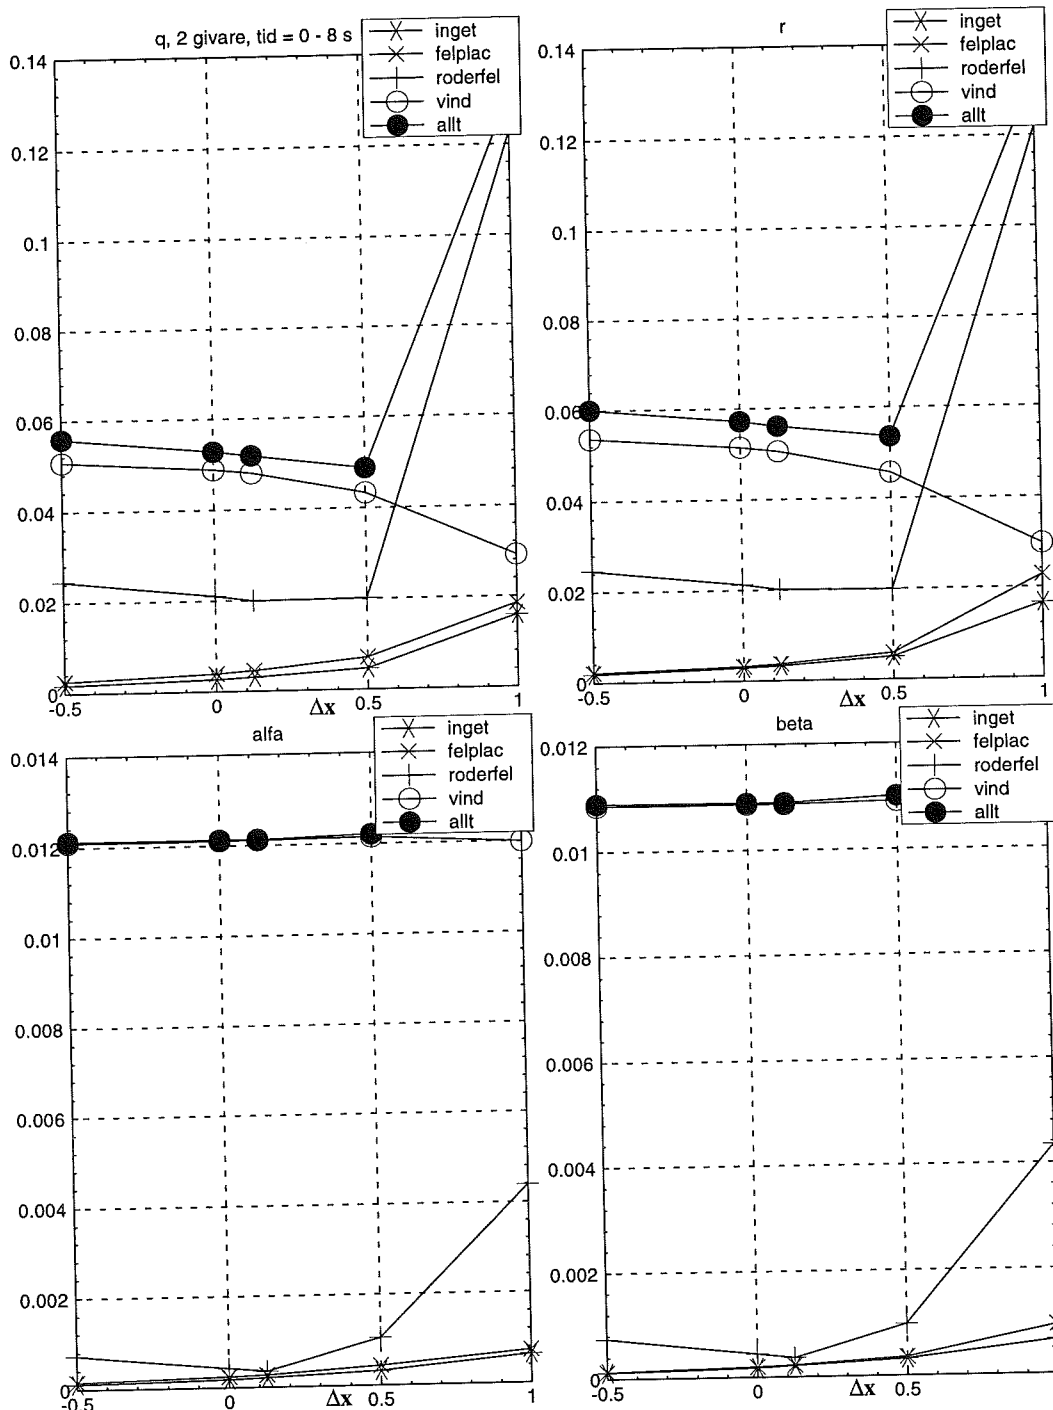 q, 2 givare, tid = 0 - 8 s
inget
felplac
roderfel
vind
allt
0.14
0.12
0.1
0.08
0.06
0.04
0.02
0
-0.5
0
0.5
1
Δx
r
inget
felplac
roderfel
vind
allt
0.14
0.12
0.1
0.08
0.06
0.04
0.02
0
-0.5
0
0.5
1
Δx
alfa
inget
felplac
roderfel
vind
allt
0.014
0.012
0.01
0.008
0.006
0.004
0.002
0
-0.5
0
0.5
1
Δx
beta
inget
felplac
roderfel
vind
allt
0.012
0.01
0.008
0.006
0.004
0.002
0
-0.5
0
0.5
Δx